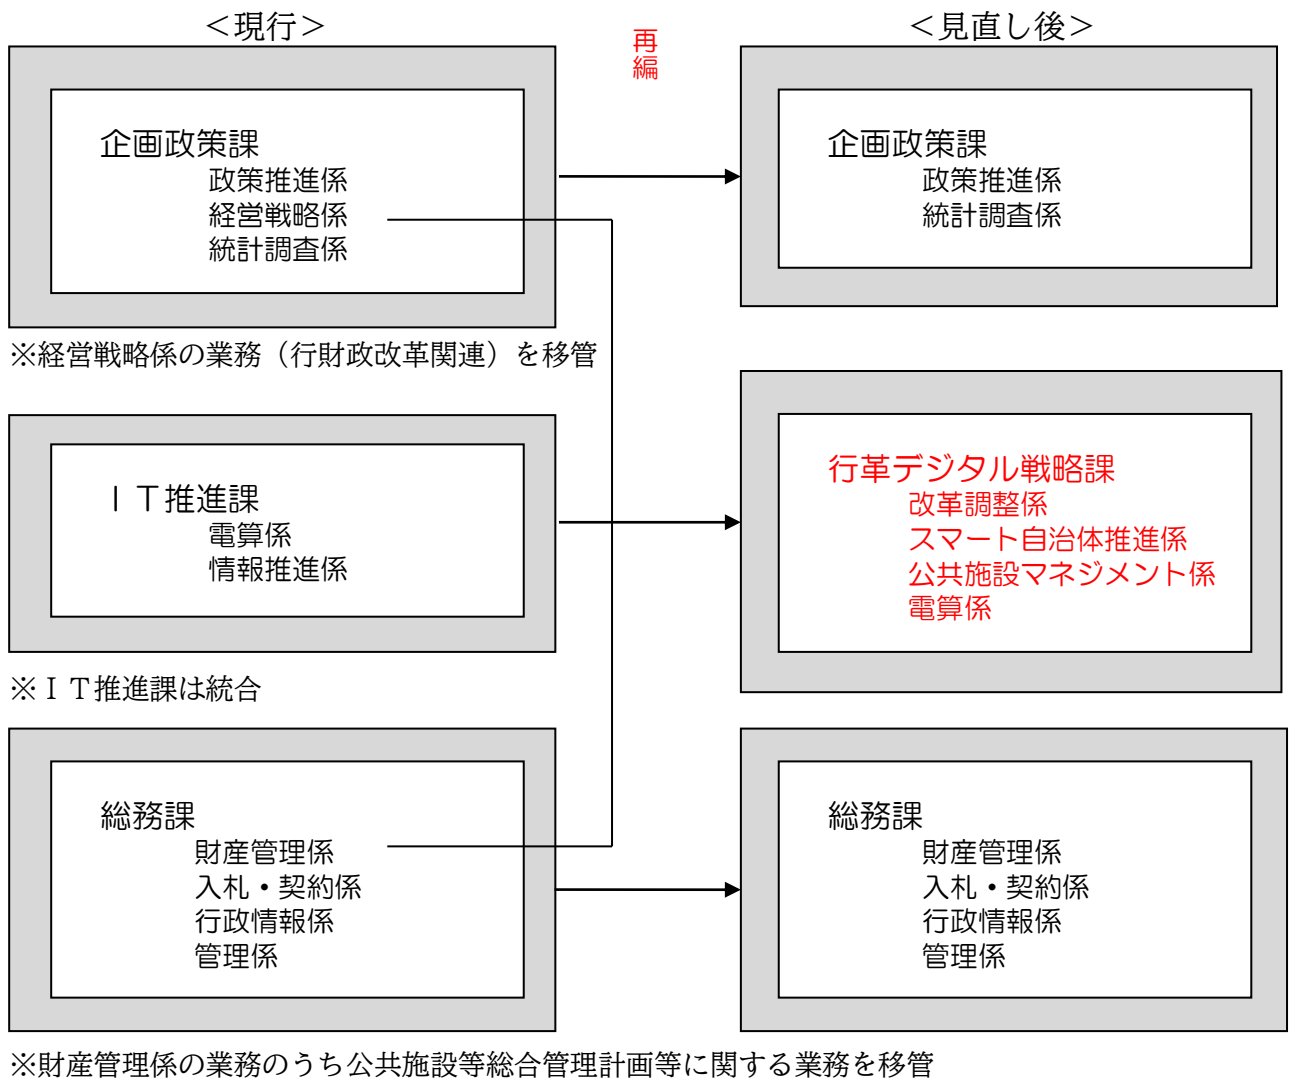 ＜現行＞
企画政策課
政策推進係
経営戦略係
統計調査係
※経営戦略係の業務（行財政改革関連）を移管
ＩＴ推進課
電算係
情報推進係
※ＩＴ推進課は統合
総務課
財産管理係
入札・契約係
行政情報係
管理係
※財産管理係の業務のうち公共施設等総合管理計画等に関する業務を移管
再編
＜見直し後＞
企画政策課
政策推進係
統計調査係
行革デジタル戦略課
改革調整係
スマート自治体推進係
公共施設マネジメント係
電算係
総務課
財産管理係
入札・契約係
行政情報係
管理係